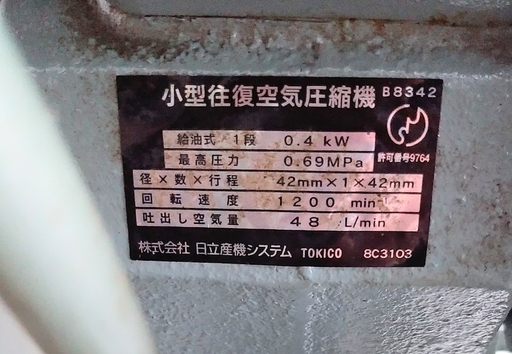 小型往復空気圧縮機 B8342
給油式 1段 0.4 kW
許可番号9764
最高圧力 0.69MPa
径×数×行程 42mm×1×42mm
回転速度 1200 min⁻¹
吐出し空気量 48 L/min
株式会社 日立産機システム TOKICO 8C3103